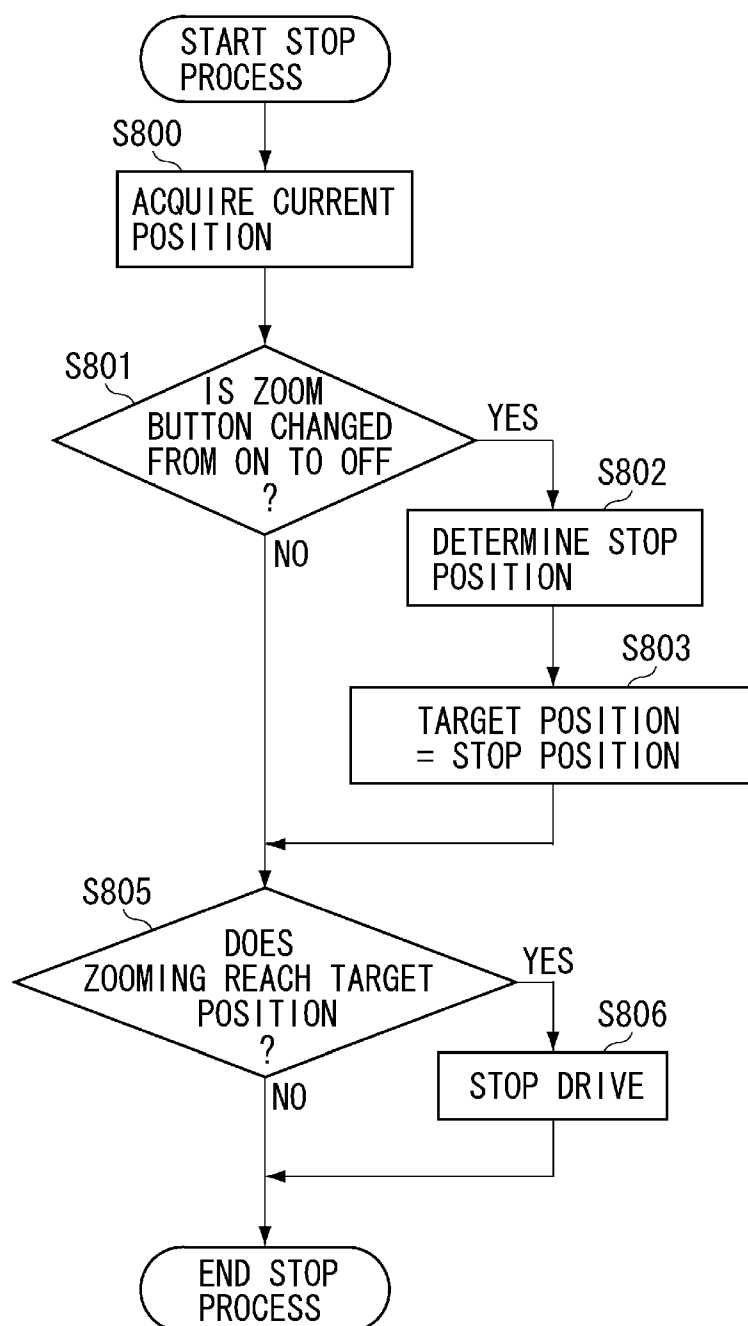 START STOP
PROCESS
S800
ACQUIRE CURRENT
POSITION
S801
IS ZOOM
BUTTON CHANGED
FROM ON TO OFF
?
YES
NO
S802
DETERMINE STOP
POSITION
S803
TARGET POSITION
= STOP POSITION
S805
DOES
ZOOMING REACH TARGET
POSITION
?
YES
NO
S806
STOP DRIVE
END STOP
PROCESS